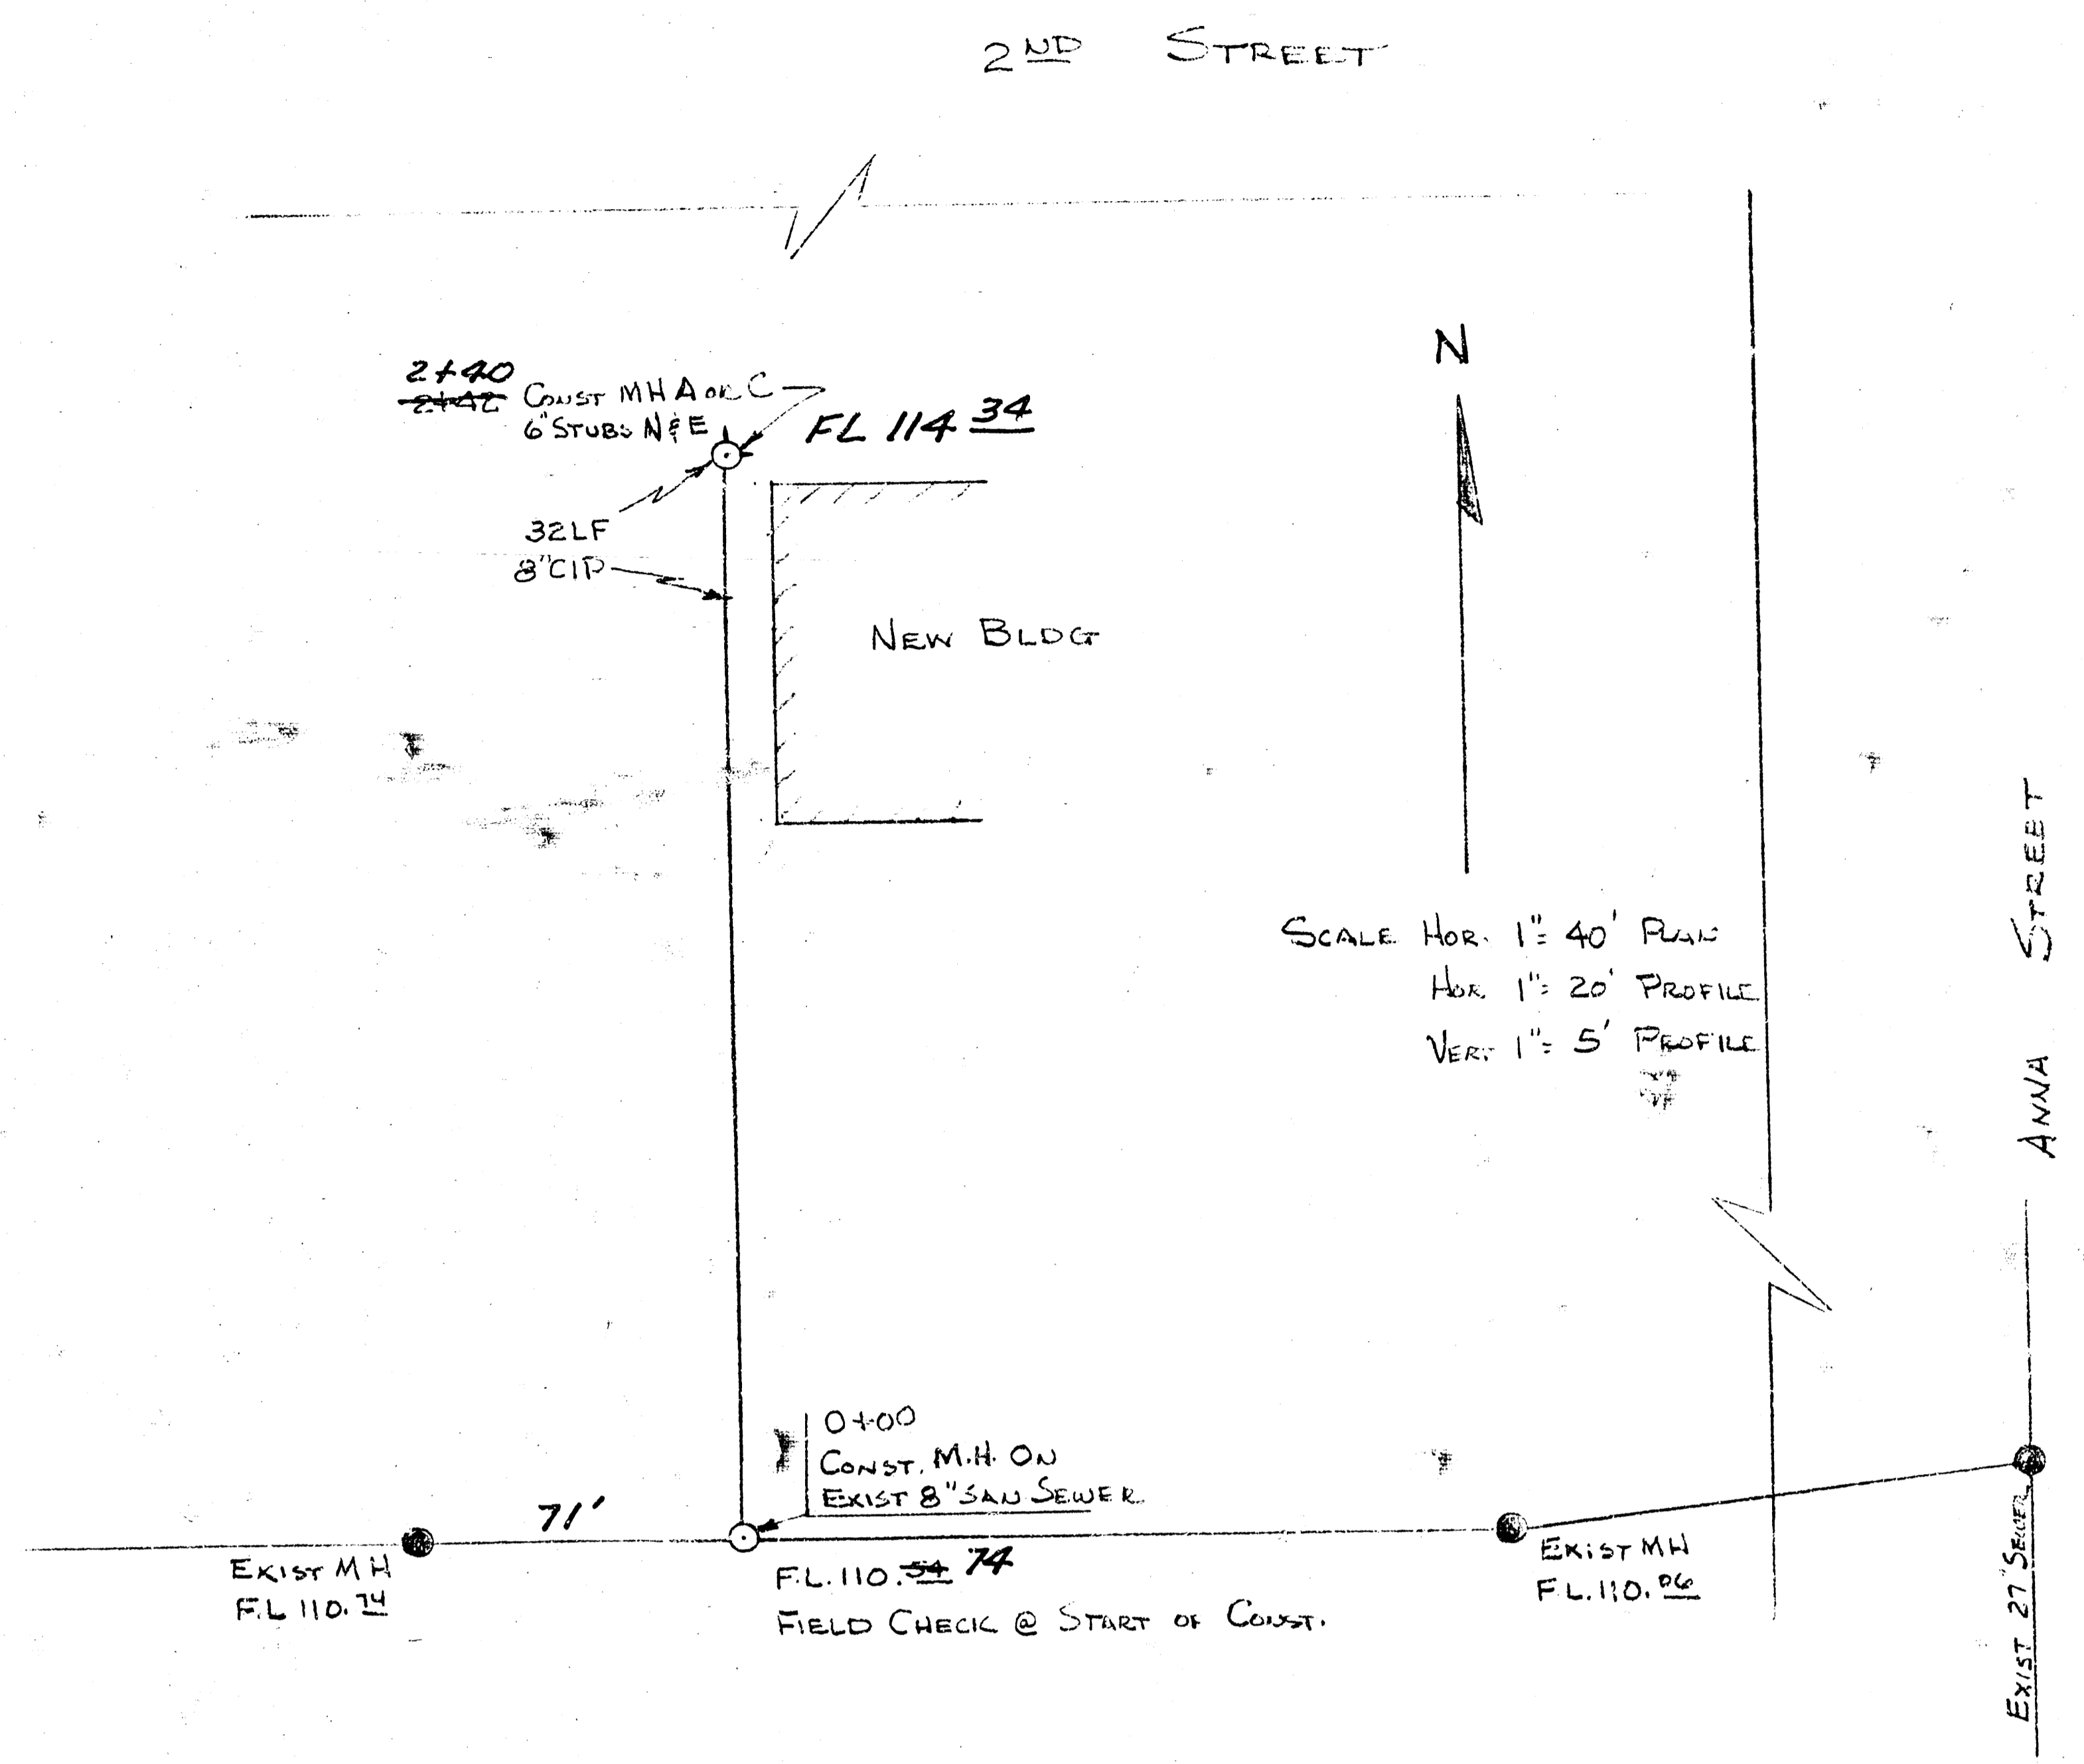 2ND STREET
2+40
2+42 CONST MH A OR C
6" STUBS N & E
FL 114 34
32 LF
8" CIP
N
NEW BLDG
SCALE HOR. 1" = 40' PLAN
HOR. 1" = 20' PROFILE
VERT 1" = 5' PROFILE
ANNA STREET
0+00
CONST. M.H. ON
EXIST 8" SAN SEWER
71'
EXIST MH
F.L 110.74
F.L. 110.54 74
FIELD CHECK @ START OF CONST.
EXIST MH
F.L. 110.06
EXIST 27" SEWER